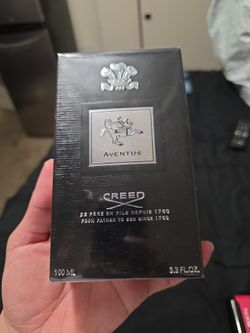 AVENTUS
CREED
DE PÈRE EN FILS DEPUIS 1760
FROM FATHER TO SON SINCE 1760
100 ML 3.3 FL.OZ.